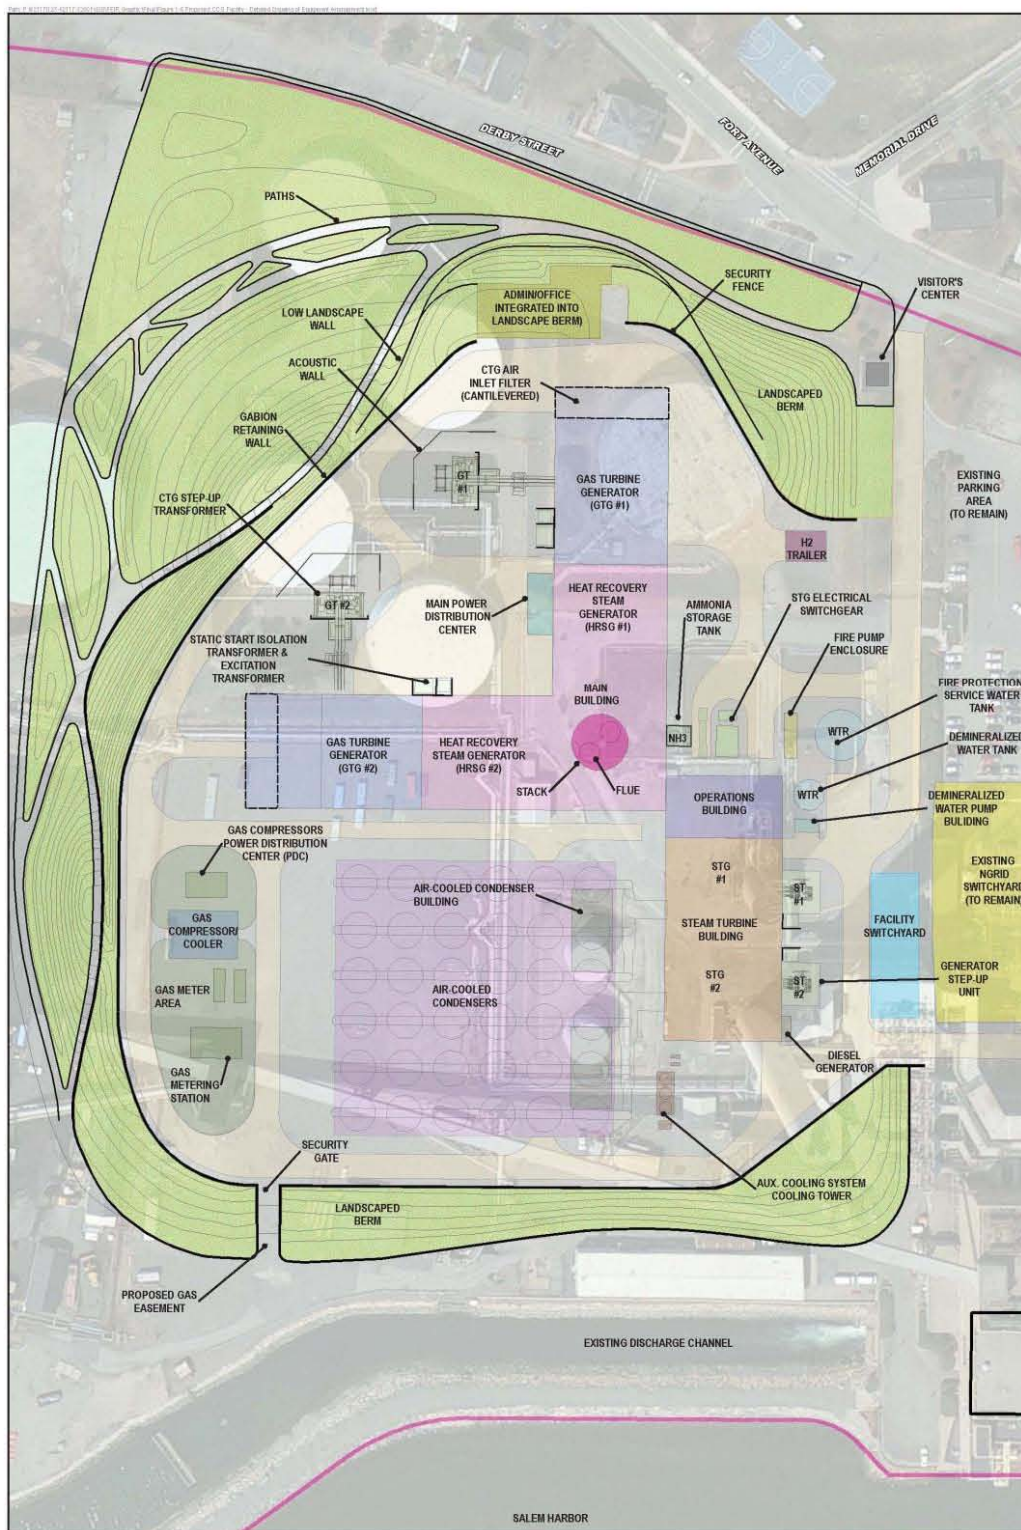 DERBY STREET
FORT AVENUE
MEMORIAL DRIVE
PATHS
SECURITY
FENCE
VISITOR'S
CENTER
ADMIN/OFFICE
INTEGRATED INTO
LANDSCAPE BERM)
LOW LANDSCAPE
WALL
ACOUSTIC
WALL
CTG AIR
INLET FILTER
(CANTILEVERED)
LANDSCAPED
BERM
GABION
RETAINING
WALL
GT
#1
GAS TURBINE
GENERATOR
(GTG #1)
EXISTING
PARKING
AREA
(TO REMAIN)
CTG STEP-UP
TRANSFORMER
H2
TRAILER
GT #2
MAIN POWER
DISTRIBUTION
CENTER
HEAT RECOVERY
STEAM
GENERATOR
(HRSG #1)
AMMONIA
STORAGE
TANK
STG ELECTRICAL
SWITCHGEAR
STATIC START ISOLATION
TRANSFORMER &
EXCITATION
TRANSFORMER
FIRE PUMP
ENCLOSURE
MAIN
BUILDING
FIRE PROTECTION
SERVICE WATER
TANK
GAS TURBINE
GENERATOR
(GTG #2)
HEAT RECOVERY
STEAM GENERATOR
(HRSG #2)
NH3
WTR
DEMINERALIZED
WATER TANK
STACK
FLUE
OPERATIONS
BUILDING
WTR
DEMINERALIZED
WATER PUMP
BULIDING
GAS COMPRESSORS
POWER DISTRIBUTION
CENTER (PDC)
STG
#1
EXISTING
NGRID
SWITCHYARD
(TO REMAIN)
AIR-COOLED CONDENSER
BUILDING
ST
#1
GAS
COMPRESSOR/
COOLER
STEAM TURBINE
BUILDING
FACILITY
SWITCHYARD
GAS METER
AREA
AIR-COOLED
CONDENSERS
STG
#2
ST
#2
GENERATOR
STEP-UP
UNIT
GAS
METERING
STATION
DIESEL
GENERATOR
SECURITY
GATE
AUX. COOLING SYSTEM
COOLING TOWER
LANDSCAPED
BERM
PROPOSED GAS
EASEMENT
EXISTING DISCHARGE CHANNEL
SALEM HARBOR